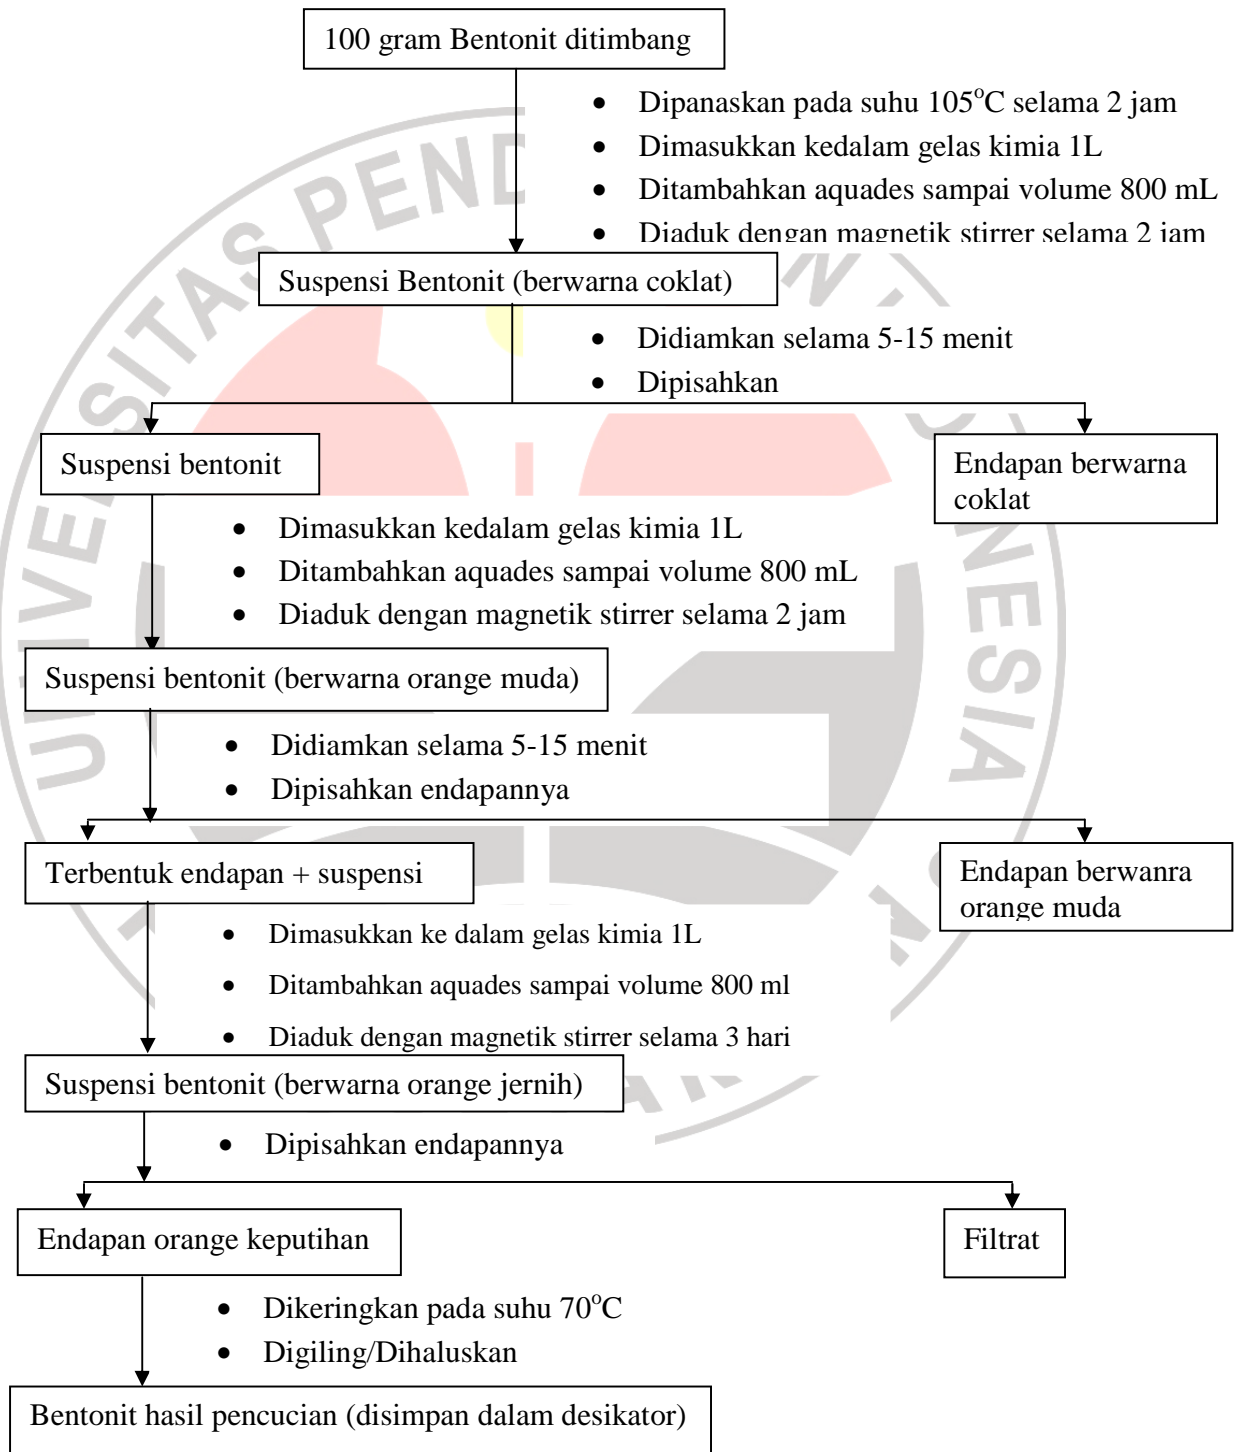 100 gram Bentonit ditimbang
• Dipanaskan pada suhu 105°C selama 2 jam
• Dimasukkan kedalam gelas kimia 1L
• Ditambahkan aquades sampai volume 800 mL
• Diaduk dengan magnetik stirrer selama 2 jam
Suspensi Bentonit (berwarna coklat)
• Didiamkan selama 5-15 menit
• Dipisahkan
Suspensi bentonit
Endapan berwarna
coklat
• Dimasukkan kedalam gelas kimia 1L
• Ditambahkan aquades sampai volume 800 mL
• Diaduk dengan magnetik stirrer selama 2 jam
Suspensi bentonit (berwarna orange muda)
• Didiamkan selama 5-15 menit
• Dipisahkan endapannya
Terbentuk endapan + suspensi
Endapan berwanra
orange muda
• Dimasukkan ke dalam gelas kimia 1L
• Ditambahkan aquades sampai volume 800 ml
• Diaduk dengan magnetik stirrer selama 3 hari
Suspensi bentonit (berwarna orange jernih)
• Dipisahkan endapannya
Endapan orange keputihan
Filtrat
• Dikeringkan pada suhu 70°C
• Digiling/Dihaluskan
Bentonit hasil pencucian (disimpan dalam desikator)